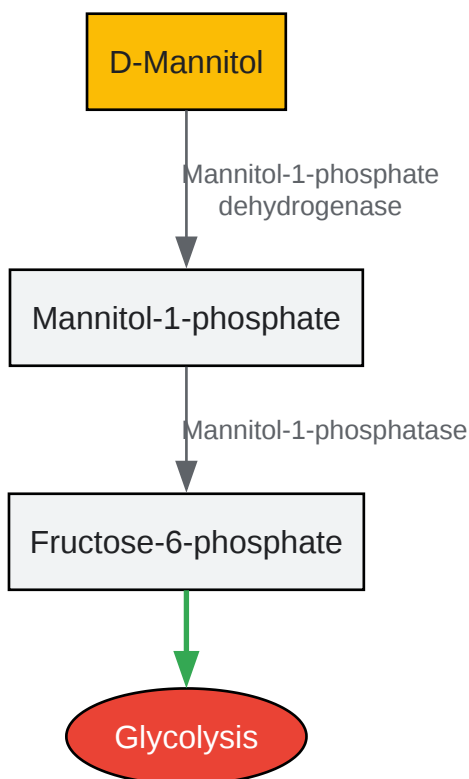 D-Mannitol
Mannitol-1-phosphate
dehydrogenase
Mannitol-1-phosphate
Mannitol-1-phosphatase
Fructose-6-phosphate
Glycolysis